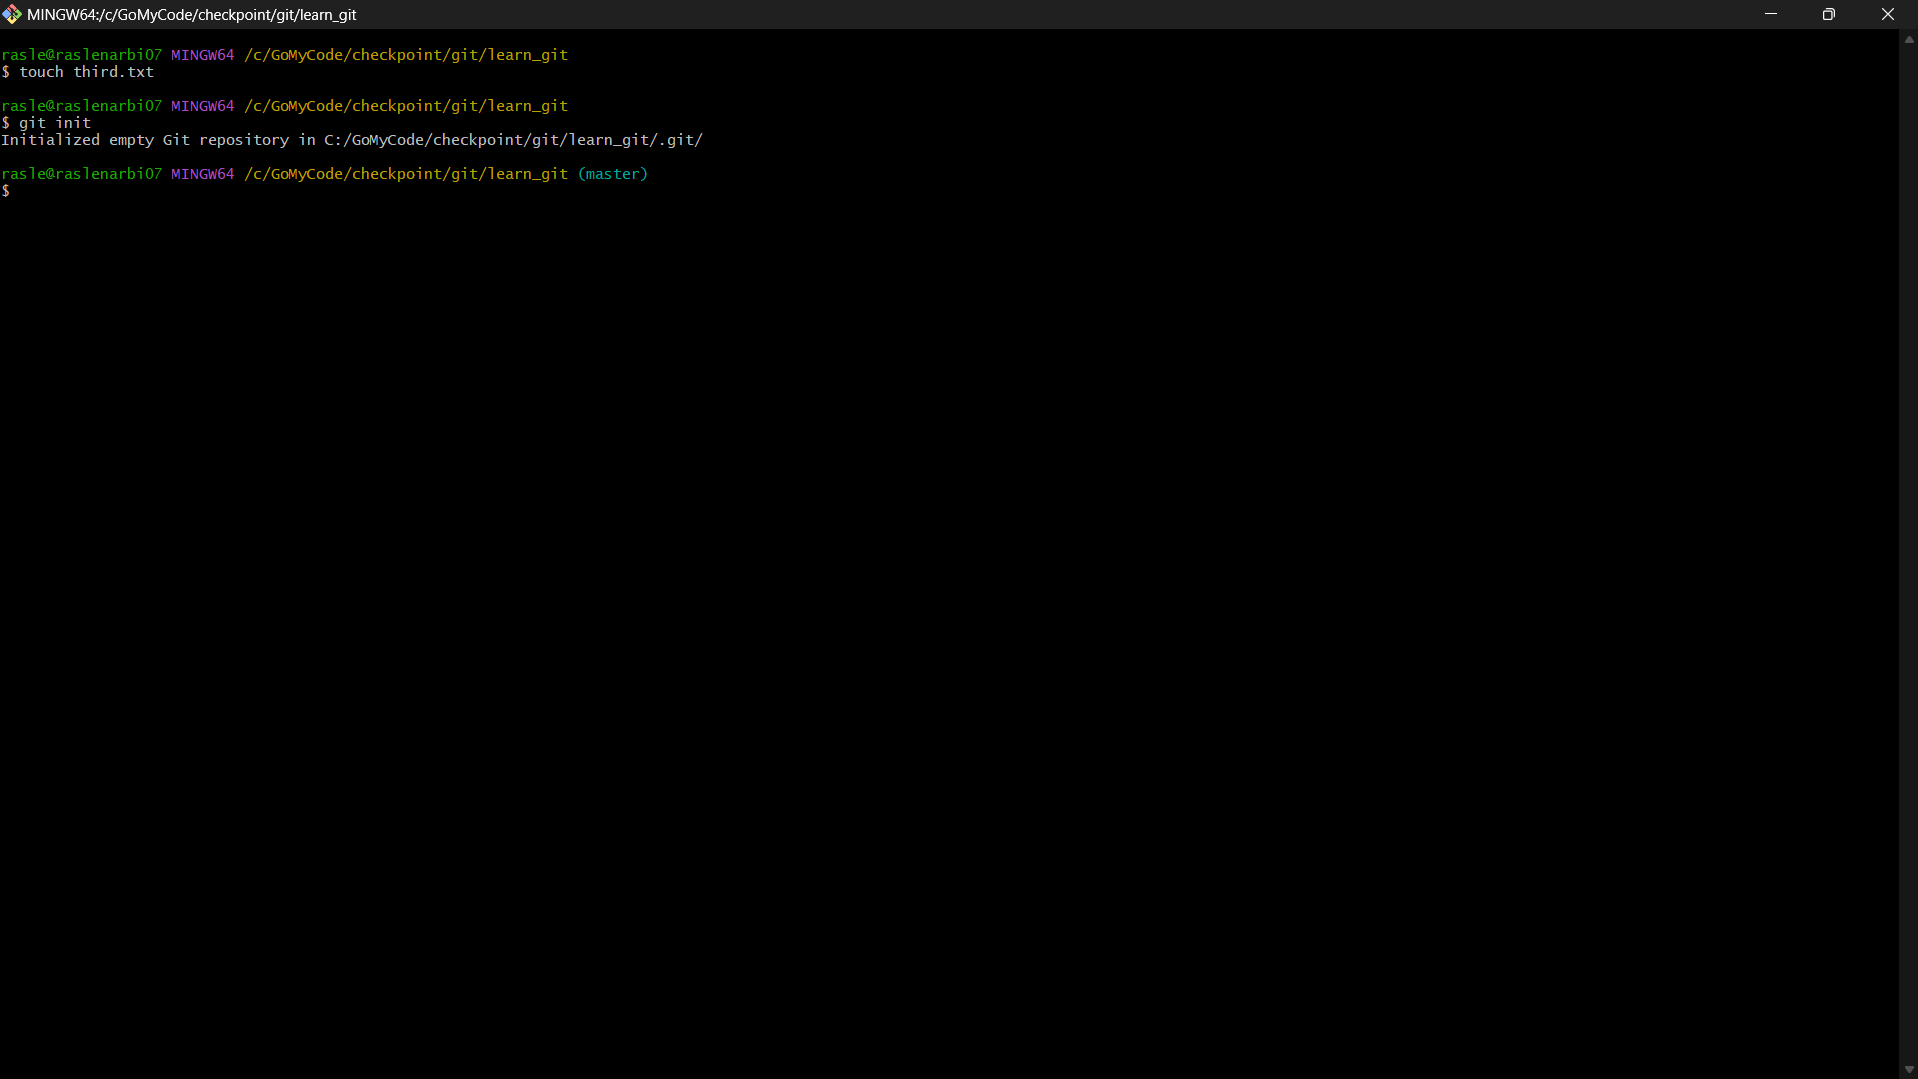 MINGW64:/c/GoMyCode/checkpoint/git/learn_git
rasle@raslenarbi07 MINGW64 /c/GoMyCode/checkpoint/git/learn_git
$ touch third.txt
rasle@raslenarbi07 MINGW64 /c/GoMyCode/checkpoint/git/learn_git
$ git init
Initialized empty Git repository in C:/GoMyCode/checkpoint/git/learn_git/.git/
rasle@raslenarbi07 MINGW64 /c/GoMyCode/checkpoint/git/learn_git (master)
$